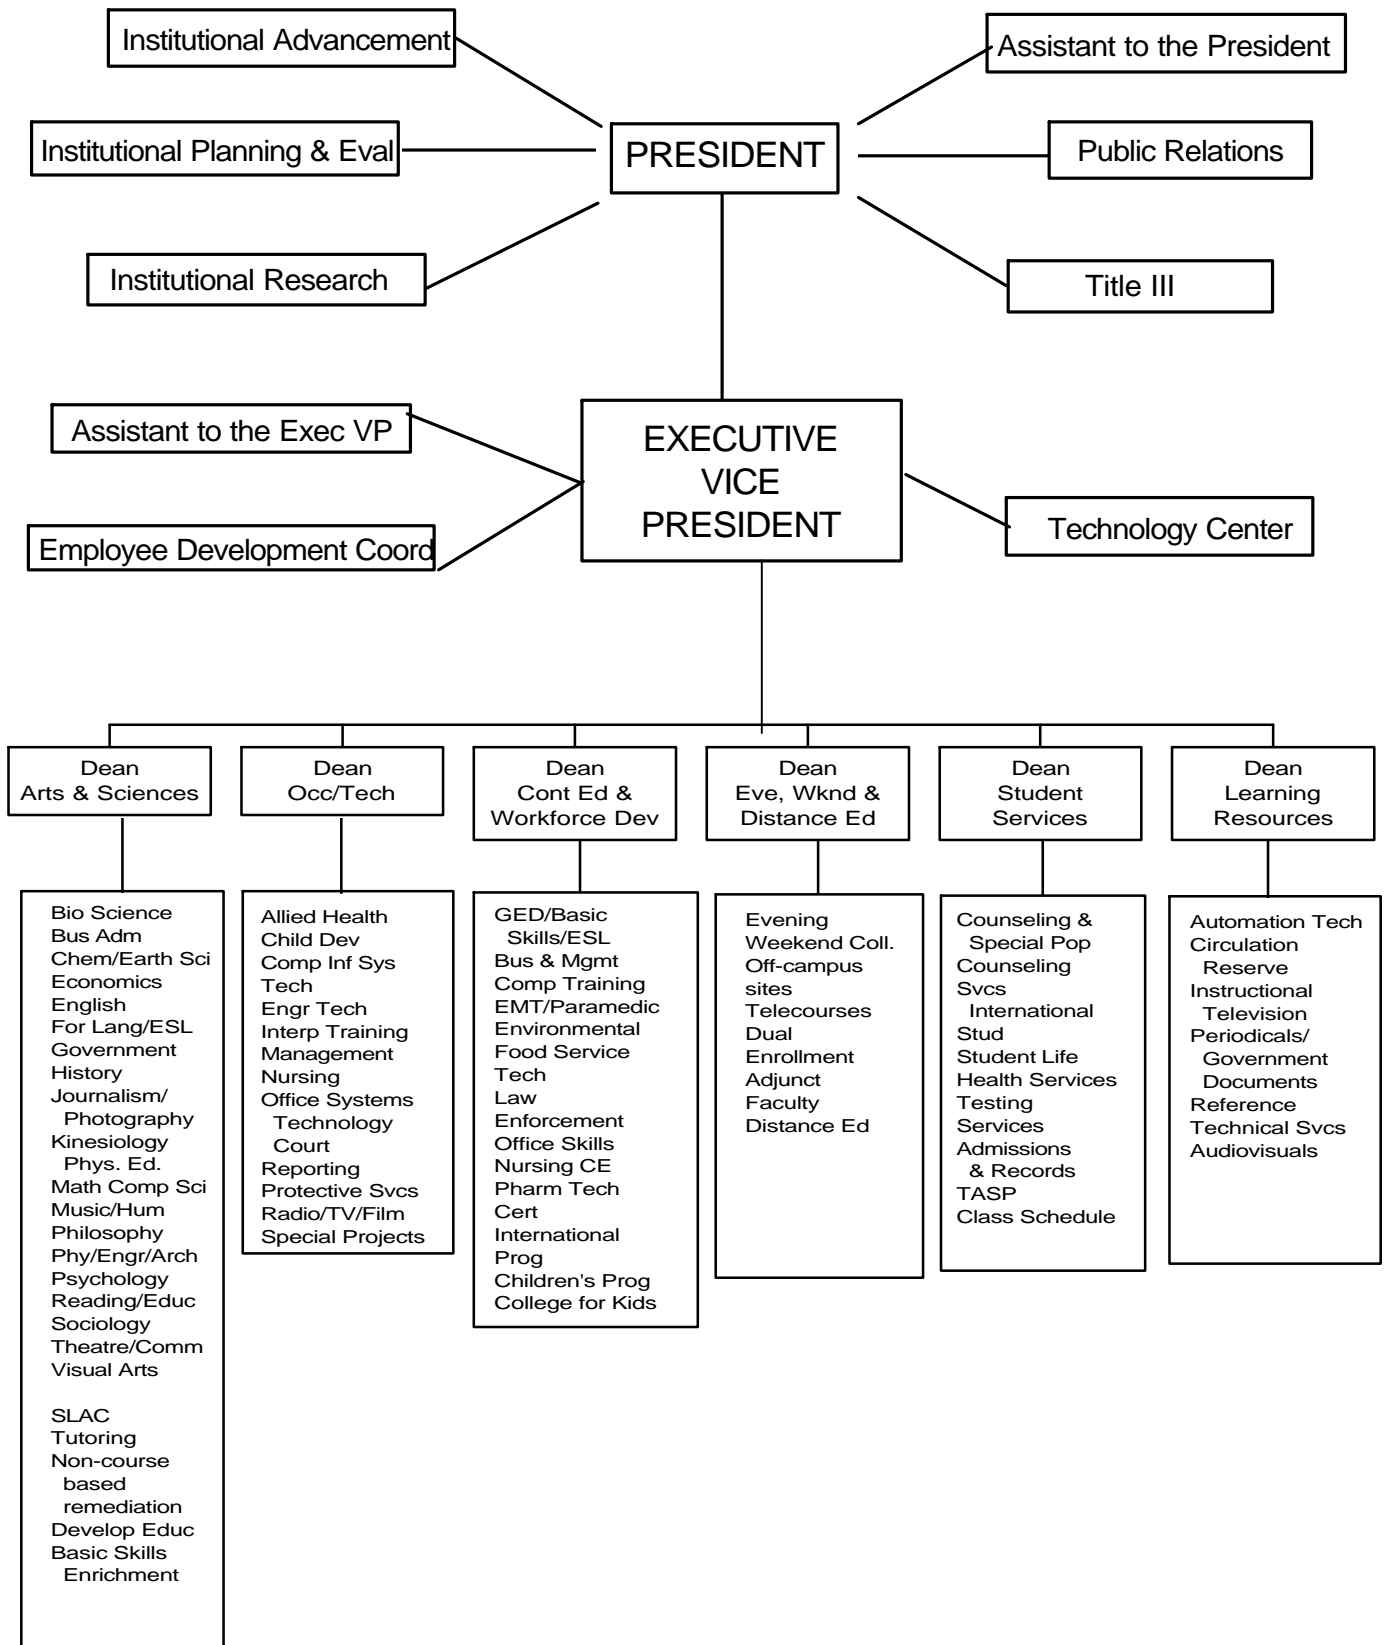 Institutional Advancement
Assistant to the President
Institutional Planning & Eval
PRESIDENT
Public Relations
Institutional Research
Title III
Assistant to the Exec VP
EXECUTIVE
VICE
PRESIDENT
Employee Development Coord
Technology Center
Dean
Arts & Sciences
Dean
Occ/Tech
Dean
Cont Ed &
Workforce Dev
Dean
Eve, Wknd &
Distance Ed
Dean
Student
Services
Dean
Learning
Resources
Bio Science
Bus Adm
Chem/Earth Sci
Economics
English
For Lang/ESL
Government
History
Journalism/
Photography
Kinesiology
Phys. Ed.
Math Comp Sci
Music/Hum
Philosophy
Phy/Engr/Arch
Psychology
Reading/Educ
Sociology
Theatre/Comm
Visual Arts
SLAC
Tutoring
Non-course
based
remediation
Develop Educ
Basic Skills
Enrichment
Allied Health
Child Dev
Comp Inf Sys
Tech
Engr Tech
Interp Training
Management
Nursing
Office Systems
Technology
Court
Reporting
Protective Svcs
Radio/TV/Film
Special Projects
GED/Basic
Skills/ESL
Bus & Mgmt
Comp Training
EMT/Paramedic
Environmental
Food Service
Tech
Law
Enforcement
Office Skills
Nursing CE
Pharm Tech
Cert
International
Prog
Children's Prog
College for Kids
Evening
Weekend Coll.
Off-campus
sites
Telecourses
Dual
Enrollment
Adjunct
Faculty
Distance Ed
Counseling &
Special Pop
Counseling
Svcs
International
Stud
Student Life
Health Services
Testing
Services
Admissions
& Records
TASP
Class Schedule
Automation Tech
Circulation
Reserve
Instructional
Television
Periodicals/
Government
Documents
Reference
Technical Svcs
Audiovisuals